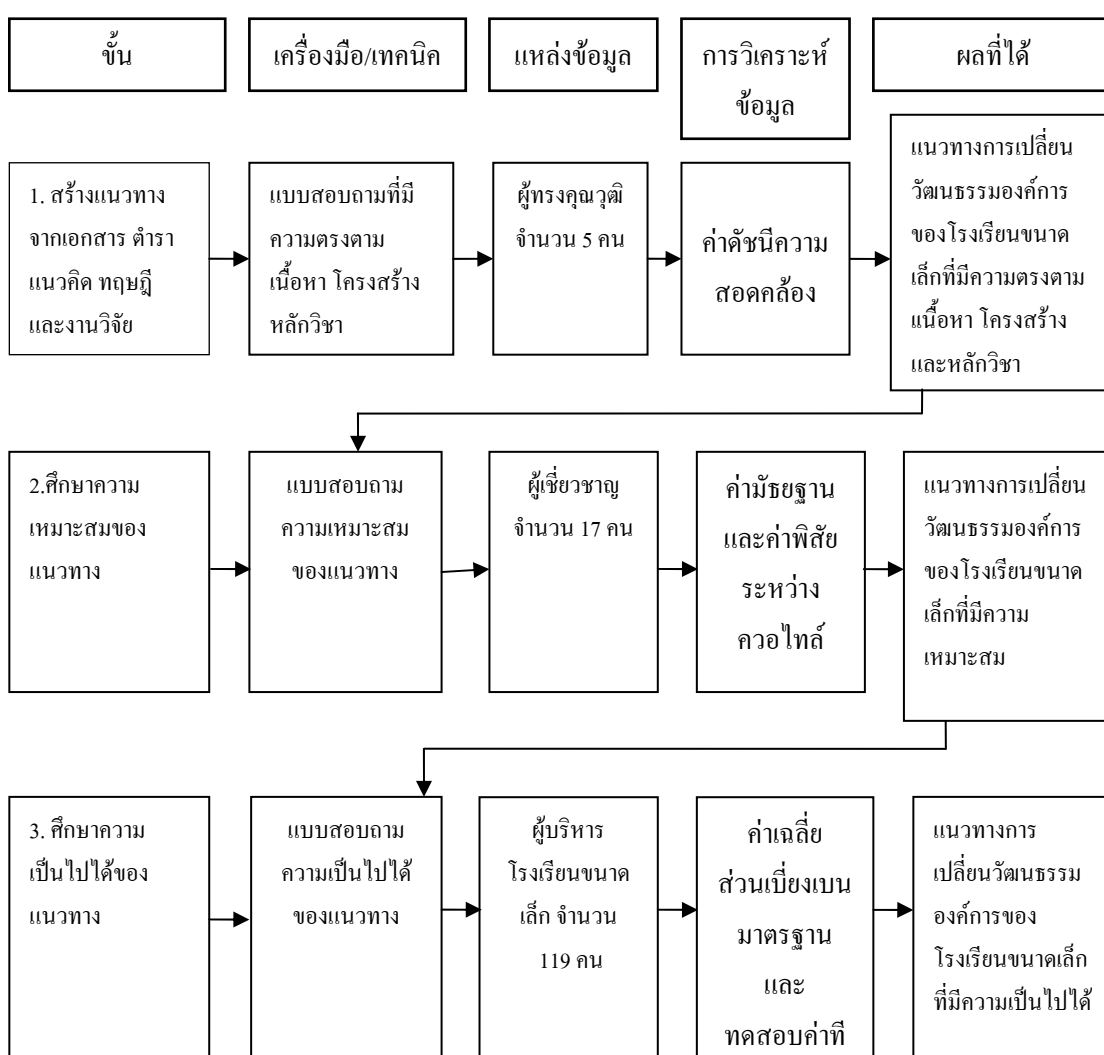 ขั้น
เครื่องมือ/เทคนิค
แหล่งข้อมูล
การวิเคราะห์
ข้อมูล
ผลที่ได้
1. สร้างแนวทาง
จากเอกสาร ตำรา
แนวคิด ทฤษฎี
และงานวิจัย
แบบสอบถามที่มี
ความตรงตาม
เนื้อหา โครงสร้าง
หลักวิชา
ผู้ทรงคุณวุฒิ
จำนวน 5 คน
ค่าดัชนีความ
สอดคล้อง
แนวทางการเปลี่ยน
วัฒนธรรมองค์การ
ของโรงเรียนขนาด
เล็กที่มีความตรงตาม
เนื้อหา โครงสร้าง
และหลักวิชา
2.ศึกษาความ
เหมาะสมของ
แนวทาง
แบบสอบถาม
ความเหมาะสม
ของแนวทาง
ผู้เชี่ยวชาญ
จำนวน 17 คน
ค่ามัธยฐาน
และค่าพิสัย
ระหว่าง
ควอไทล์
แนวทางการเปลี่ยน
วัฒนธรรมองค์การ
ของโรงเรียนขนาด
เล็กที่มีความ
เหมาะสม
3. ศึกษาความ
เป็นไปได้ของ
แนวทาง
แบบสอบถาม
ความเป็นไปได้
ของแนวทาง
ผู้บริหาร
โรงเรียนขนาด
เล็ก จำนวน
119 คน
ค่าเฉลี่ย
ส่วนเบี่ยงเบน
มาตรฐาน
และ
ทดสอบค่าที
แนวทางการ
เปลี่ยนวัฒนธรรม
องค์การของ
โรงเรียนขนาดเล็ก
ที่มีความเป็นไปได้